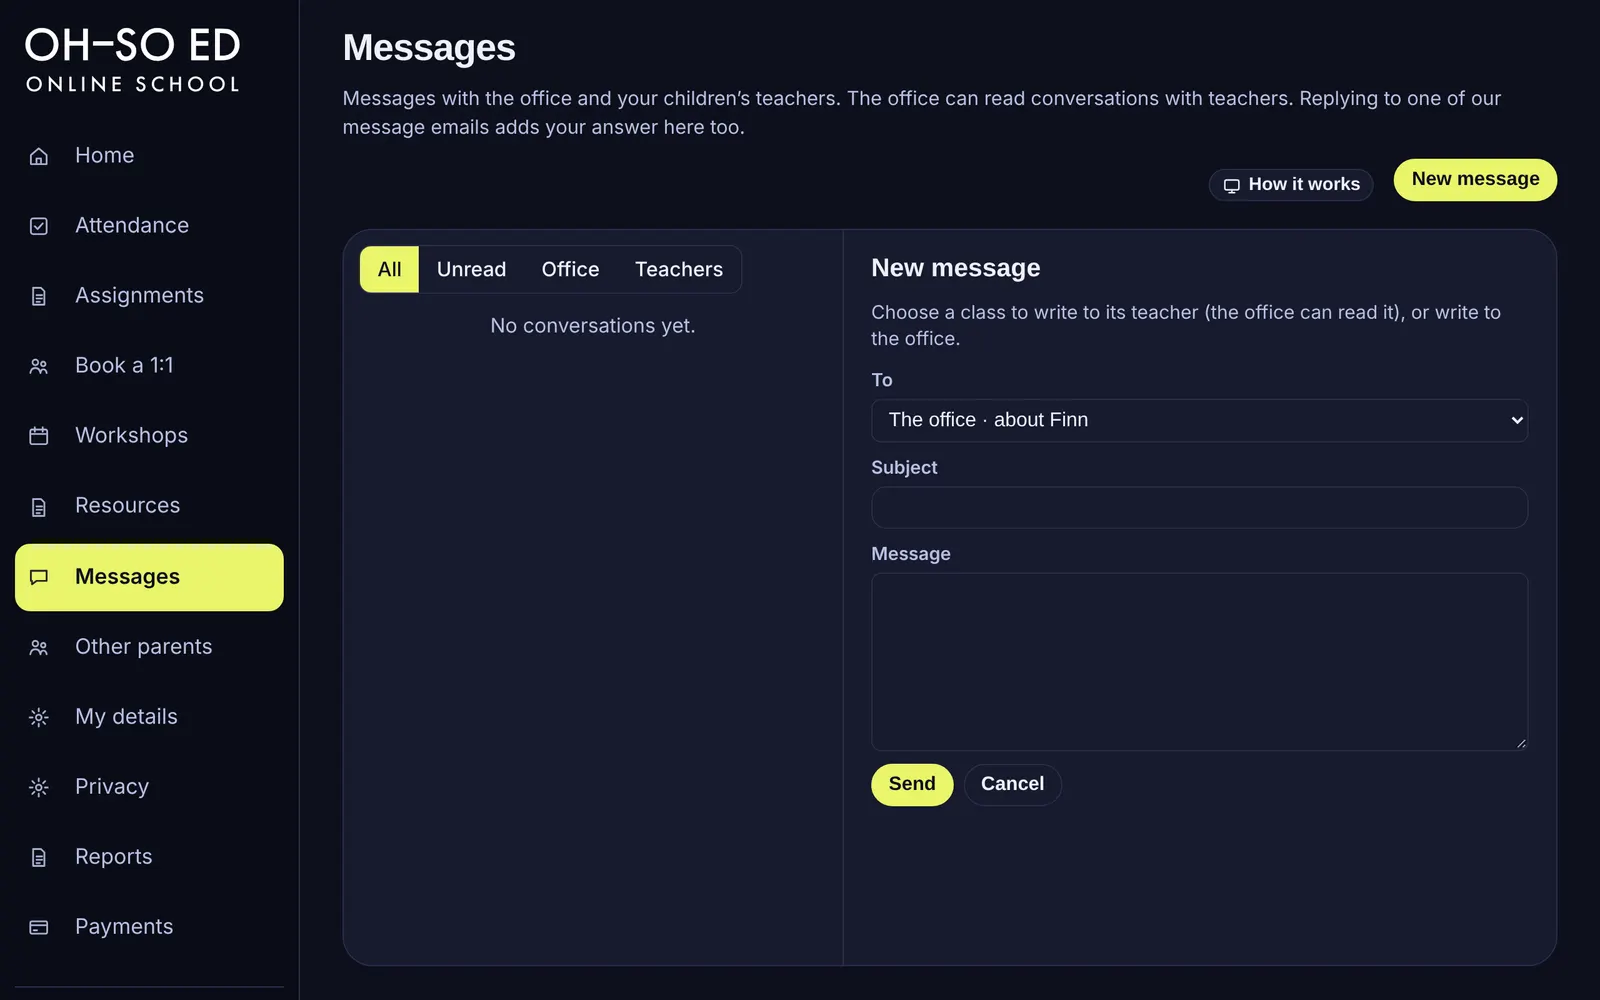 OH–SO ED
ONLINE SCHOOL
Home
Attendance
Assignments
Book a 1:1
Workshops
Resources
Messages
Other parents
My details
Privacy
Reports
Payments
Messages
Messages with the office and your children’s teachers. The office can read conversations with teachers. Replying to one of our
message emails adds your answer here too.
How it works
New message
All
Unread
Office
Teachers
No conversations yet.
New message
Choose a class to write to its teacher (the office can read it), or write to
the office.
To
The office · about Finn
Subject
Message
Send
Cancel